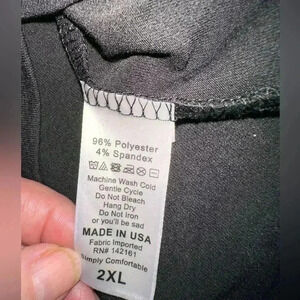 96% Polyester
4% Spandex
Machine Wash Cold
Gentle Cycle
Do Not Bleach
Hang Dry
Do Not Iron
or you'll be sad
MADE IN USA
Fabric Imported
RN# 142161
Simply Comfortable
2XL